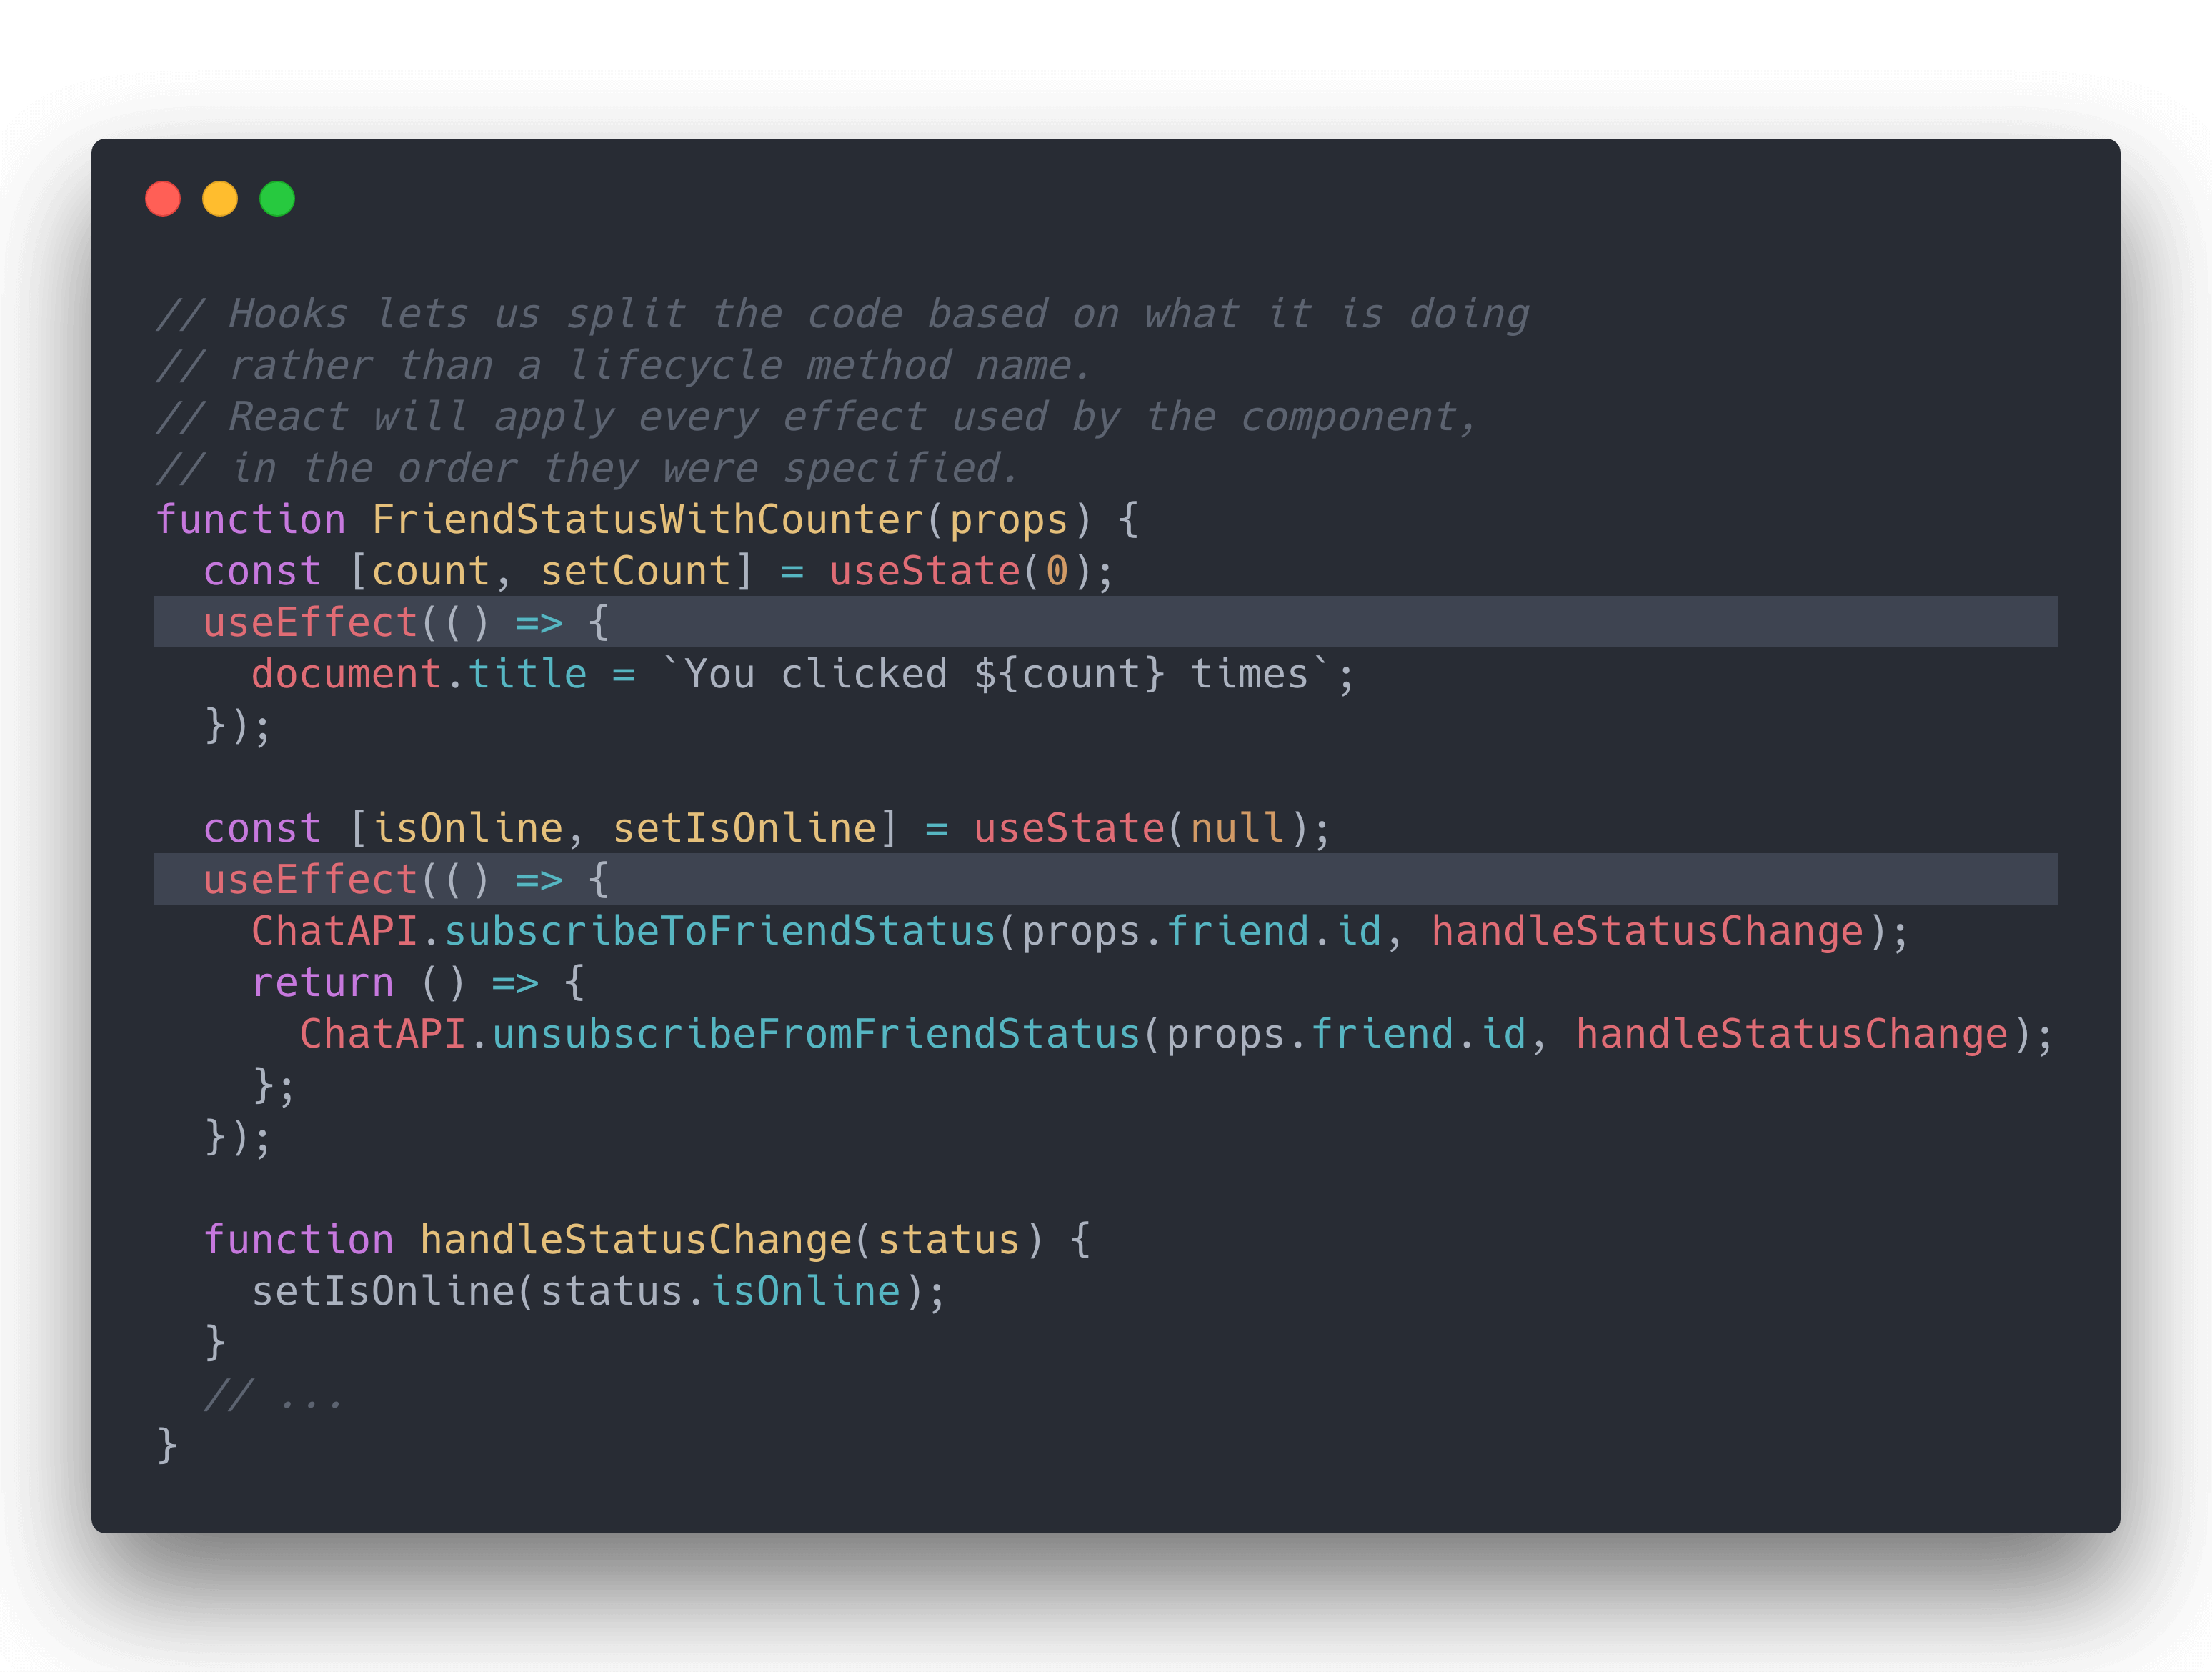 // Hooks lets us split the code based on what it is doing
// rather than a lifecycle method name.
// React will apply every effect used by the component,
// in the order they were specified.
function FriendStatusWithCounter(props) {
  const [count, setCount] = useState(0);
  useEffect(() => {
    document.title = `You clicked ${count} times`;
  });

  const [isOnline, setIsOnline] = useState(null);
  useEffect(() => {
    ChatAPI.subscribeToFriendStatus(props.friend.id, handleStatusChange);
    return () => {
      ChatAPI.unsubscribeFromFriendStatus(props.friend.id, handleStatusChange);
    };
  });

  function handleStatusChange(status) {
    setIsOnline(status.isOnline);
  }
  // ...
}